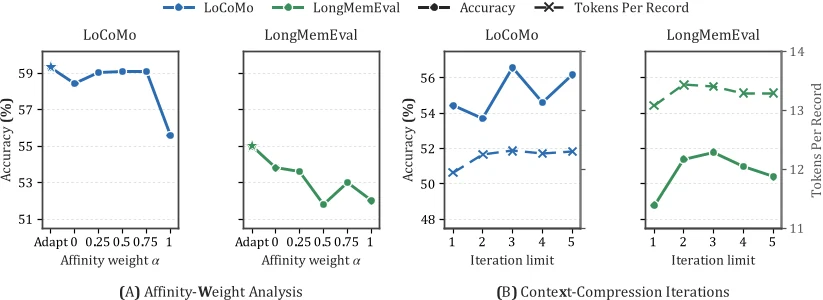 LoCoMo LongMemEval Accuracy Tokens Per Record
LoCoMo LongMemEval LoCoMo LongMemEval
Accuracy (%)
59
57
55
53
51
Adapt 0 0.25 0.5 0.75 1
Affinity weight α
Adapt 0 0.25 0.5 0.75 1
Affinity weight α
Accuracy (%)
56
54
52
50
48
1 2 3 4 5
Iteration limit
1 2 3 4 5
Iteration limit
14
13
12
11
Tokens Per Record
(A) Affinity-Weight Analysis
(B) Context-Compression Iterations